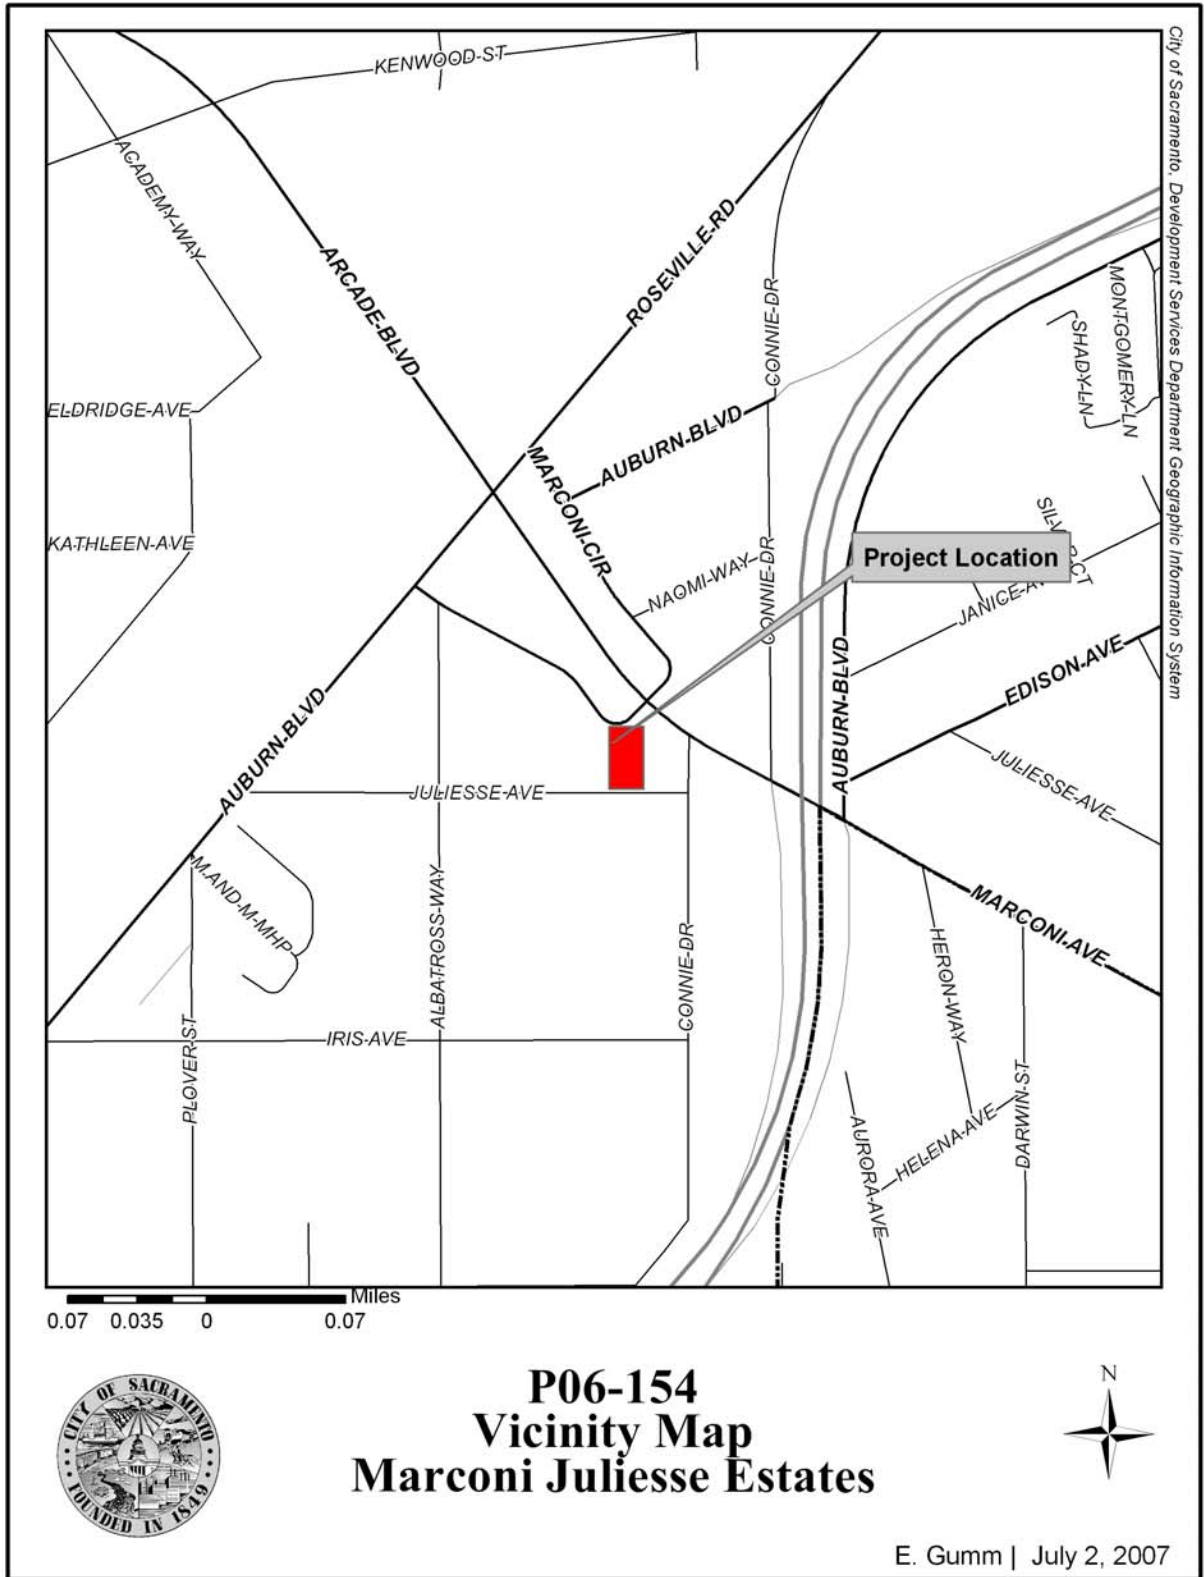 KENWOOD ST
ACADEMY WAY
ARCADE BLVD
ROSEVILLE RD
CONNIE DR
MONTGOMERY LN
SHADY LN
ELDRIDGE AVE
MARCONI CIR
AUBURN BLVD
KATHLEEN AVE
NAOMI WAY
CONNIE DR
Project Location
JANICE
AUBURN BLVD
EDISON AVE
AUBURN BLVD
JULIESSE AVE
JULIESSE AVE
M AND M MHP
ALBATROSS WAY
CONNIE DR
MARCONI AVE
HERON WAY
PLOVER ST
IRIS AVE
DARWIN ST
AURORA AVE
HELENA AVE
City of Sacramento, Development Services Department Geographic Information System
Miles
0.07 0.035 0 0.07
CITY OF SACRAMENTO
FOUNDED IN 1849
P06-154
Vicinity Map
Marconi Juliesse Estates
N
E. Gumm | July 2, 2007